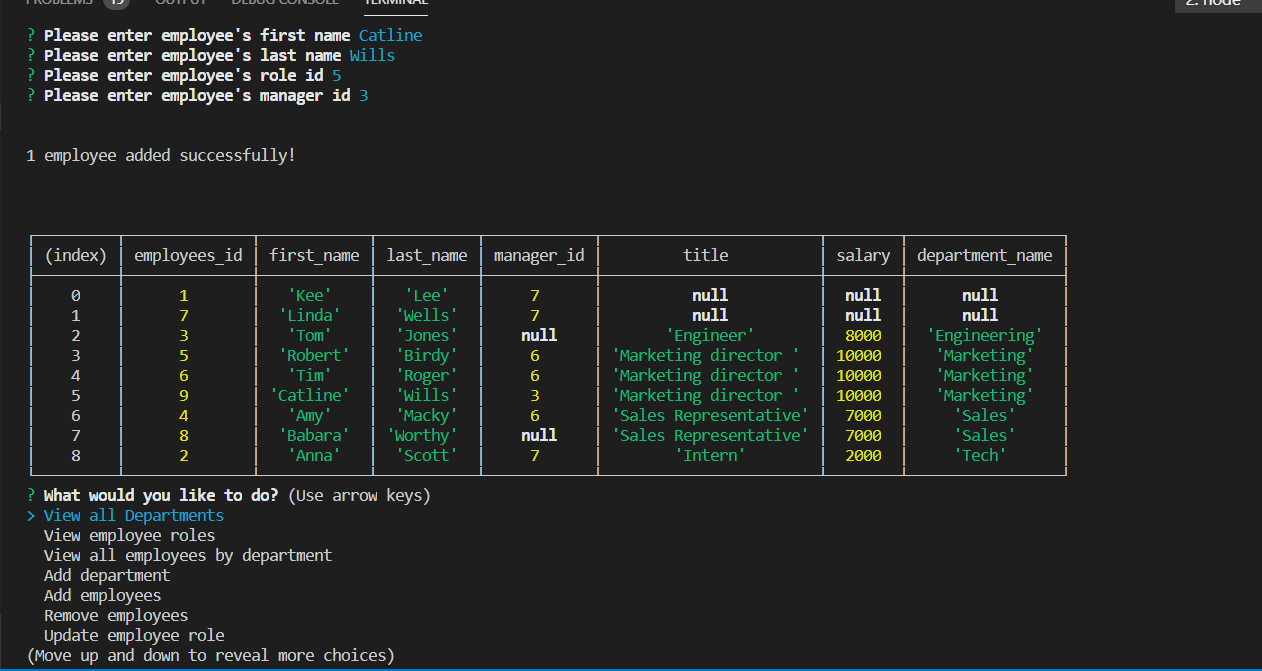 PROBLEMS 19 OUTPUT DEBUG CONSOLE TERMINAL 2: node
? Please enter employee's first name Catline
? Please enter employee's last name Wills
? Please enter employee's role id 5
? Please enter employee's manager id 3
1 employee added successfully!
(index) employees_id first_name last_name manager_id title salary department_name
0 1 'Kee' 'Lee' 7 null null null
1 7 'Linda' 'Wells' 7 null null null
2 3 'Tom' 'Jones' null 'Engineer' 8000 'Engineering'
3 5 'Robert' 'Birdy' 6 'Marketing director ' 10000 'Marketing'
4 6 'Tim' 'Roger' 6 'Marketing director ' 10000 'Marketing'
5 9 'Catline' 'Wills' 3 'Marketing director ' 10000 'Marketing'
6 4 'Amy' 'Macky' 6 'Sales Representative' 7000 'Sales'
7 8 'Babara' 'Worthy' null 'Sales Representative' 7000 'Sales'
8 2 'Anna' 'Scott' 7 'Intern' 2000 'Tech'
? What would you like to do? (Use arrow keys)
> View all Departments
View employee roles
View all employees by department
Add department
Add employees
Remove employees
Update employee role
(Move up and down to reveal more choices)